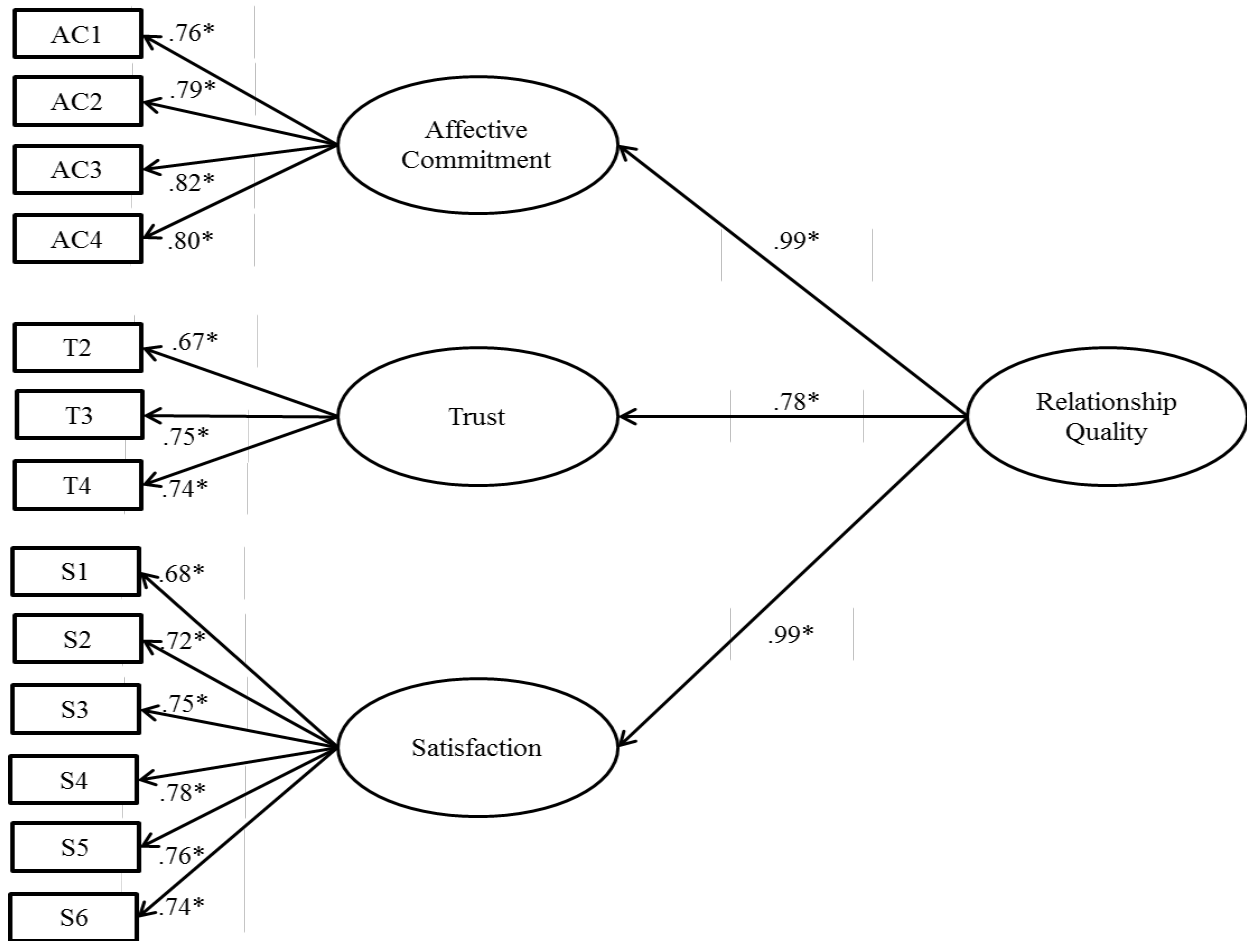 AC1
.76*
AC2
.79*
AC3
.82*
AC4
.80*
Affective
Commitment
.99*
T2
.67*
T3
.75*
T4
.74*
Trust
.78*
Relationship
Quality
S1
.68*
S2
.72*
S3
.75*
S4
.78*
S5
.76*
S6
.74*
Satisfaction
.99*